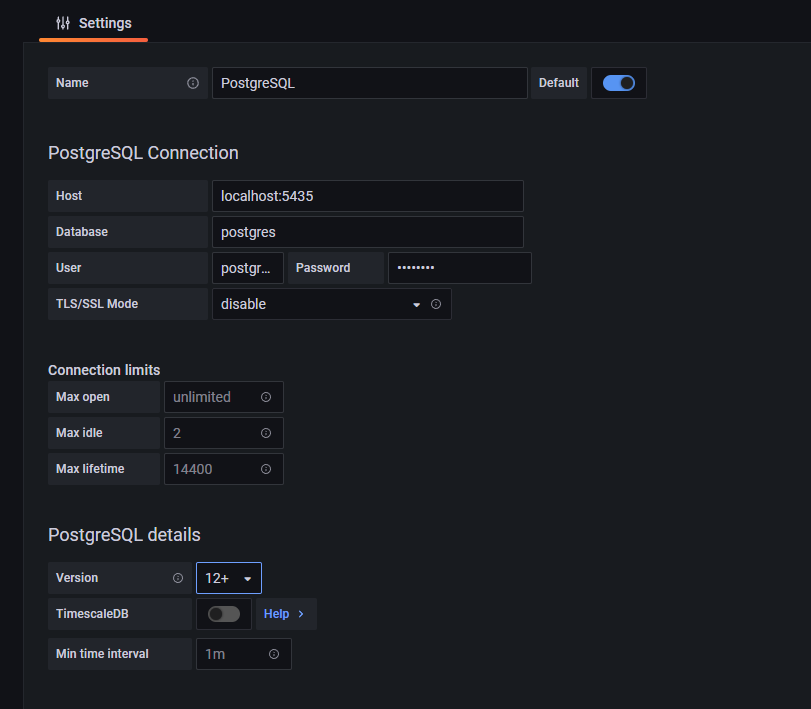 Settings
Name PostgreSQL Default
PostgreSQL Connection
Host localhost:5435
Database postgres
User postgr... Password ••••••••
TLS/SSL Mode disable
Connection limits
Max open unlimited
Max idle 2
Max lifetime 14400
PostgreSQL details
Version 12+
TimescaleDB Help
Min time interval 1m